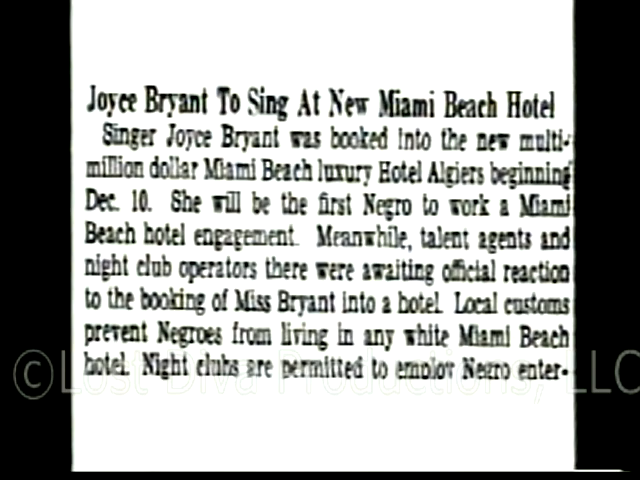 Joyce Bryant To Sing At New Miami Beach Hotel
Singer Joyce Bryant was booked into the new multi-
million dollar Miami Beach luxury Hotel Algiers beginning
Dec. 10. She will be the first Negro to work a Miami
Beach hotel engagement. Meanwhile, talent agents and
night club operators there were awaiting official reaction
to the booking of Miss Bryant into a hotel. Local customs
prevent Negroes from living in any white Miami Beach
hotel. Night clubs are permitted to employ Negro enter-
©Lost Diva Productions, LLC